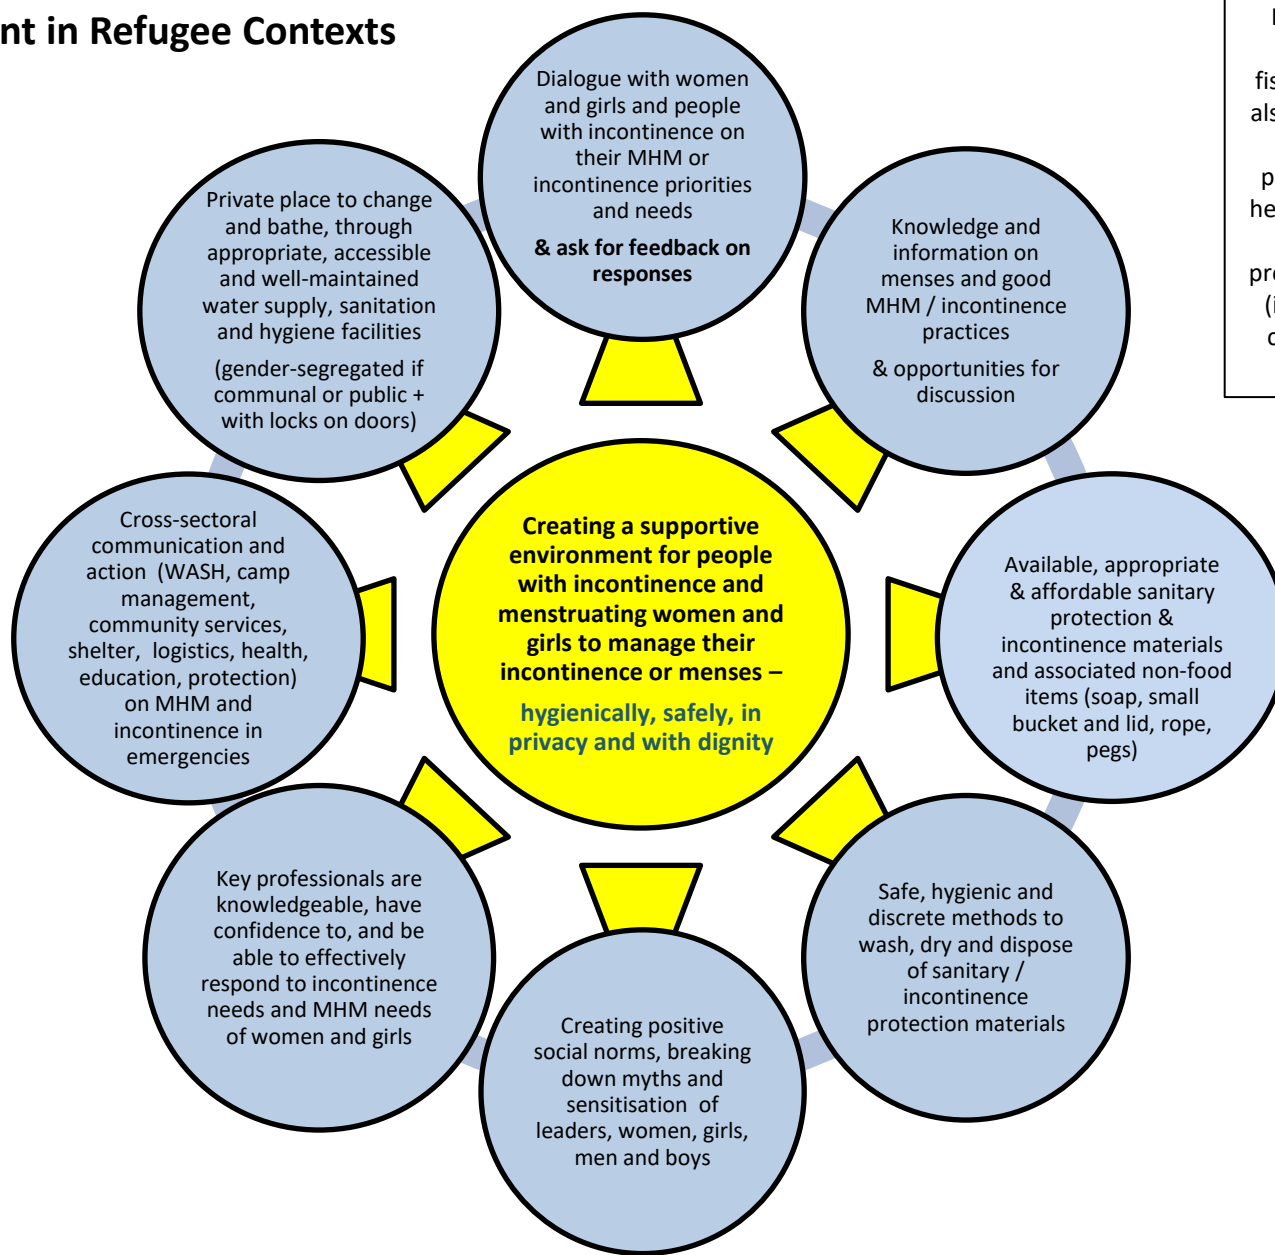 nt in Refugee Contexts
Dialogue with women
and girls and people
with incontinence on
their MHM or
incontinence priorities
and needs
& ask for feedback on
responses
Knowledge and
information on
menses and good
MHM / incontinence
practices
& opportunities for
discussion
Available, appropriate
& affordable sanitary
protection &
incontinence materials
and associated non-food
items (soap, small
bucket and lid, rope,
pegs)
Safe, hygienic and
discrete methods to
wash, dry and dispose
of sanitary /
incontinence
protection materials
Creating positive
social norms, breaking
down myths and
sensitisation of
leaders, women, girls,
men and boys
Key professionals are
knowledgeable, have
confidence to, and be
able to effectively
respond to incontinence
needs and MHM needs
of women and girls
Cross-sectoral
communication and
action (WASH, camp
management,
community services,
shelter, logistics, health,
education, protection)
on MHM and
incontinence in
emergencies
Private place to change
and bathe, through
appropriate, accessible
and well-maintained
water supply, sanitation
and hygiene facilities
(gender-segregated if
communal or public +
with locks on doors)
Creating a supportive
environment for people
with incontinence and
menstruating women and
girls to manage their
incontinence or menses –
hygienically, safely, in
privacy and with dignity
fis
als
p
he
pro
(i
c